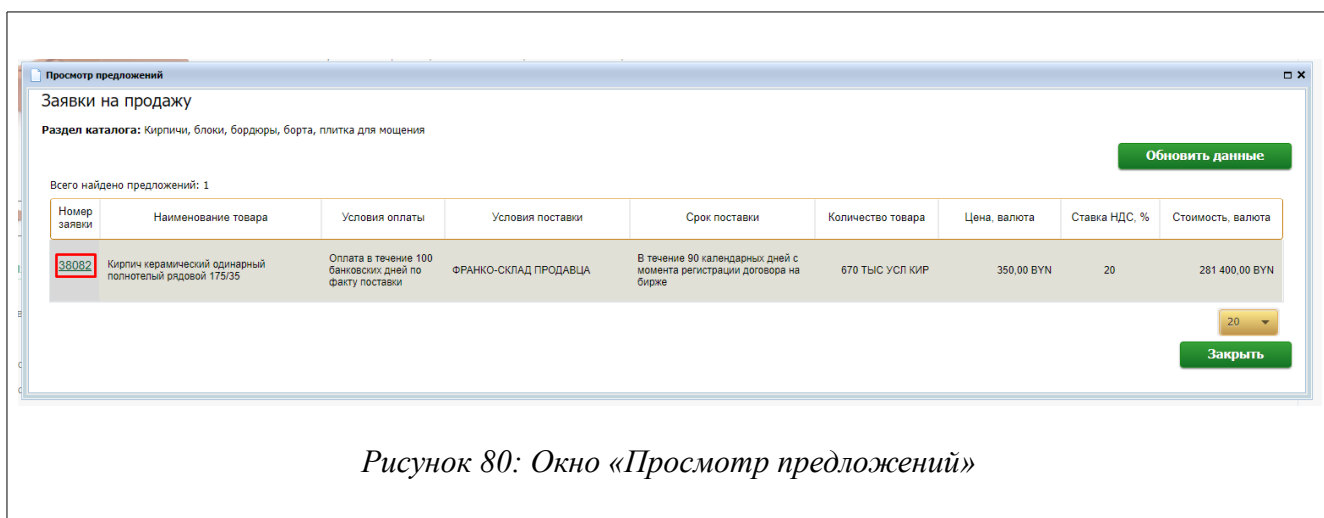 Просмотр предложений
Заявки на продажу
Раздел каталога: Кирпичи, блоки, бордюры, борта, плитка для мощения
Обновить данные
Всего найдено предложений: 1
Номер заявки Наименование товара Условия оплаты Условия поставки Срок поставки Количество товара Цена, валюта Ставка НДС, % Стоимость, валюта
38082 Кирпич керамический одинарный полнотелый рядовой 175/35 Оплата в течение 100 банковских дней по факту поставки ФРАНКО-СКЛАД ПРОДАВЦА В течение 90 календарных дней с момента регистрации договора на бирже 670 ТЫС УСЛ КИР 350,00 BYN 20 281 400,00 BYN
20
Закрыть
Рисунок 80: Окно «Просмотр предложений»